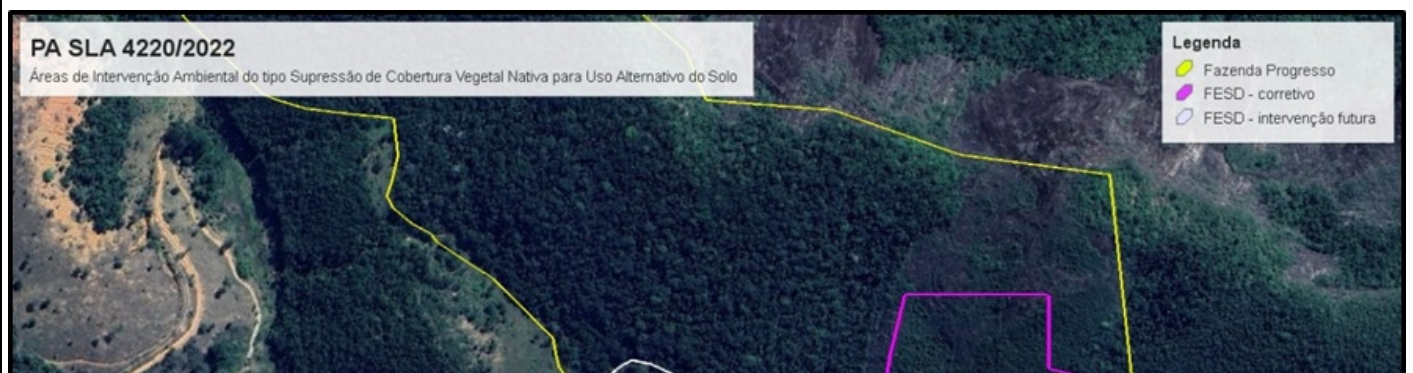 PA SLA 4220/2022
Áreas de Intervenção Ambiental do tipo Supressão de Cobertura Vegetal Nativa para Uso Alternativo do Solo
Legenda
Fazenda Progresso
FESD - corretivo
FESD - intervenção futura